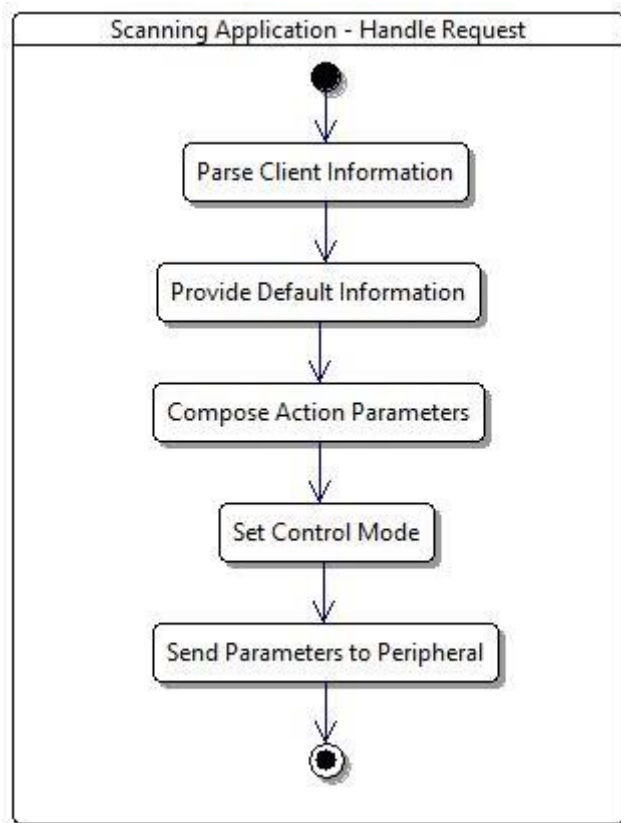 Scanning Application - Handle Request
Parse Client Information
Provide Default Information
Compose Action Parameters
Set Control Mode
Send Parameters to Peripheral